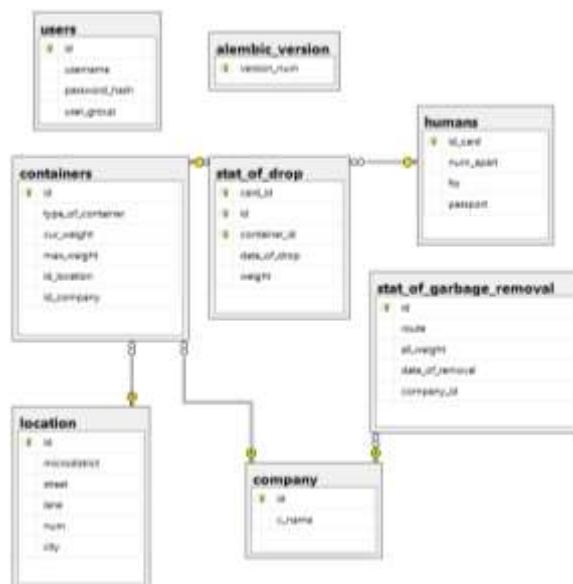 users
id
username
password_hash
user_group
alembic_version
version_num
humans
id_card
num_apart
fio
passport
containers
id
type_of_container
cur_weight
max_weight
id_location
id_company
stat_of_drop
card_id
id
container_id
date_of_drop
weight
stat_of_garbage_removal
id
route
all_weight
date_of_removal
company_id
location
id
microdistrict
street
lane
num
city
company
id
c_name